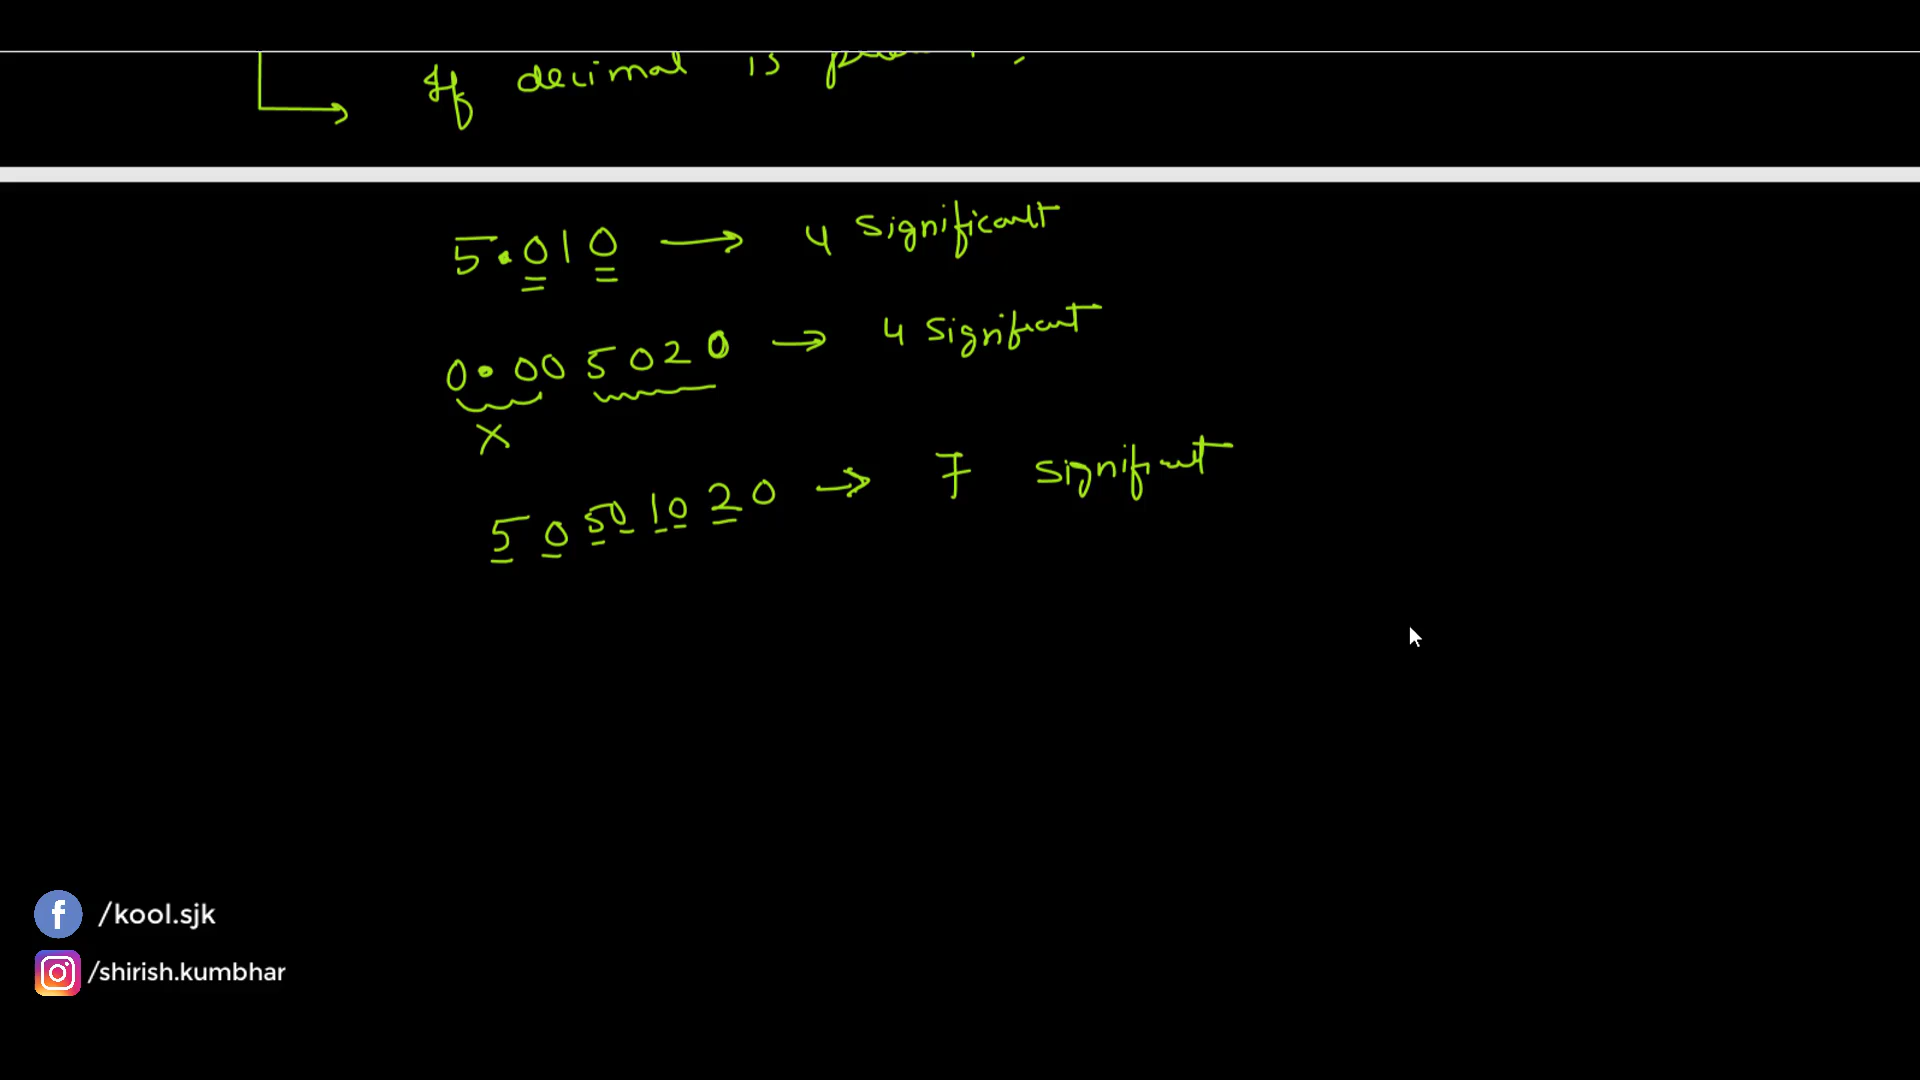 If decimal is
5.010 → 4 significant
0.005020 → 4 significant
X
50501020 → 7 significant
/kool.sjk
/shirish.kumbhar